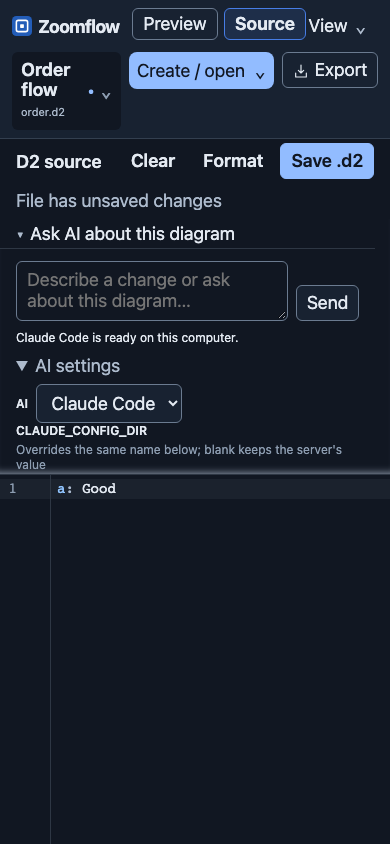 Zoomflow
Preview
Source
View
Order
flow
order.d2
Create / open
Export
D2 source
Clear
Format
Save .d2
File has unsaved changes
Ask AI about this diagram
Describe a change or ask
about this diagram...
Send
Claude Code is ready on this computer.
AI settings
AI
Claude Code
CLAUDE_CONFIG_DIR
Overrides the same name below; blank keeps the server's
value
1
a: Good